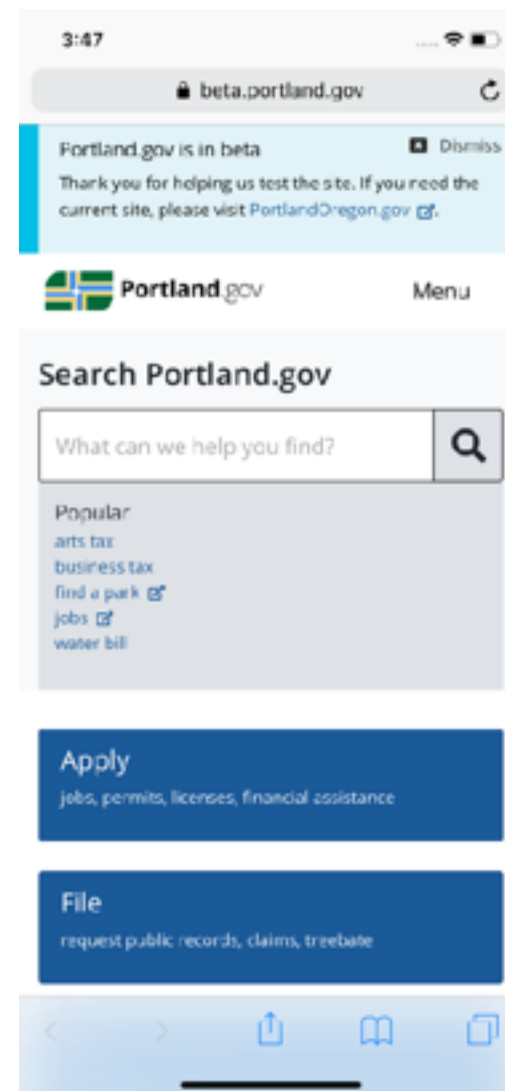 3:47
beta.portland.gov
Portland.gov is in beta
Dismiss
Thank you for helping us test the site. If you need the
current site, please visit PortlandOregon.gov.
Portland.gov
Menu
Search Portland.gov
What can we help you find?
Popular
arts tax
business tax
find a park
jobs
water bill
Apply
jobs, permits, licenses, financial assistance
File
request public records, claims, treebate